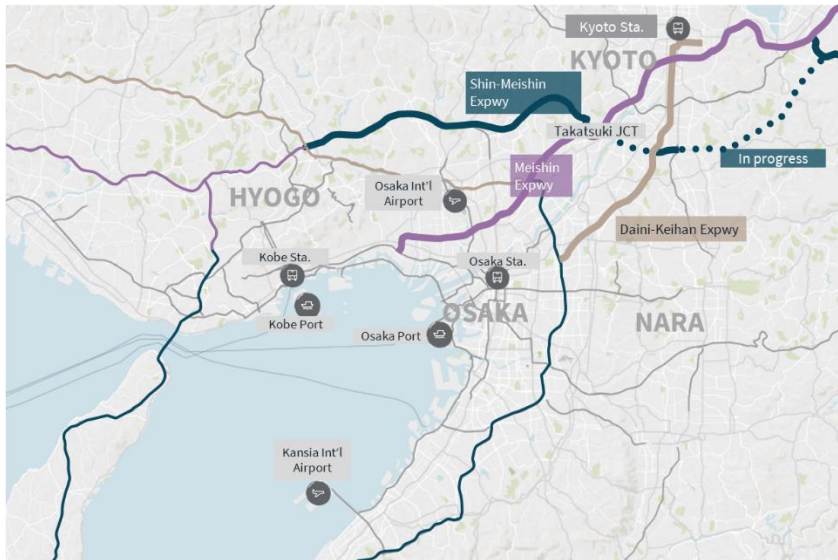 Kyoto Sta.
KYOTO
Shin-Meishin
Expwy
Takatsuki JCT
In progress
Meishin
Expwy
Osaka Int'l
Airport
HYOGO
Daini-Keihan Expwy
Kobe Sta.
Osaka Sta.
Kobe Port
Osaka Port
OSAKA
NARA
Kansia Int'l
Airport